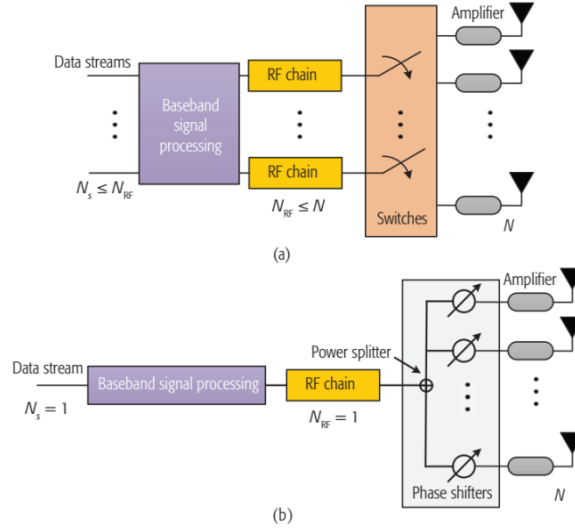 Amplifier
Data streams
RF chain
Baseband
signal
processing
RF chain
N_s ≤ N_RF
N_RF ≤ N
Switches
N
(a)
Amplifier
Power splitter
Data stream
Baseband signal processing
RF chain
N_s = 1
N_RF = 1
Phase shifters
N
(b)